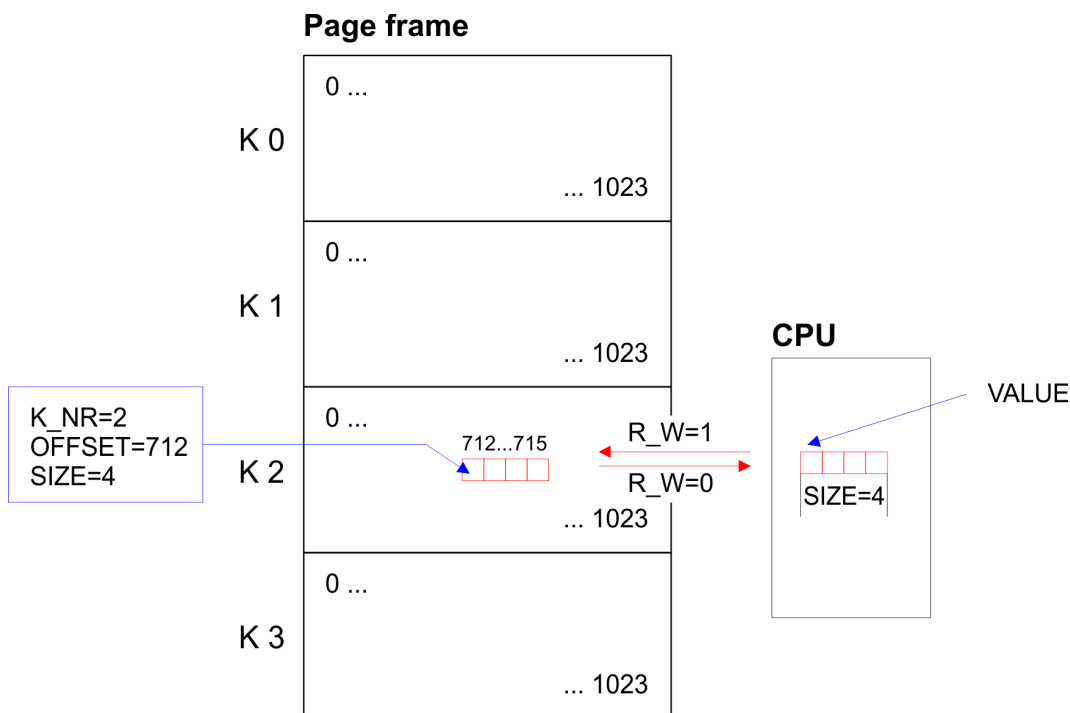 Page frame
0 ...
K 0
... 1023
0 ...
K 1
... 1023
CPU
K_NR=2
OFFSET=712
SIZE=4
0 ...
712...715
K 2
... 1023
R_W=1
R_W=0
VALUE
SIZE=4
0 ...
K 3
... 1023